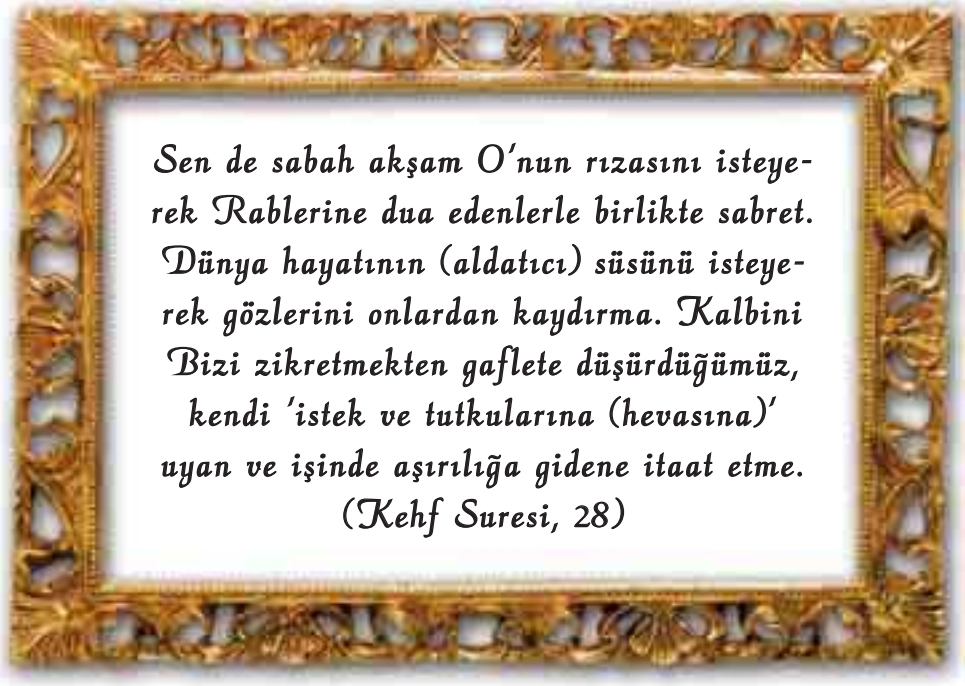 Sen de sabah akşam O'nun rızasını isteye-
rek Rablerine dua edenlerle birlikte sabret.
Dünya hayatının (aldatıcı) süsünü isteye-
rek gözlerini onlardan kaydırma. Kalbini
Bizi zikretmekten gaflete düşürdüğümüz,
kendi 'istek ve tutkularına (hevasına)'
uyan ve işinde aşırılığa gidene itaat etme.
(Kehf Suresi, 28)